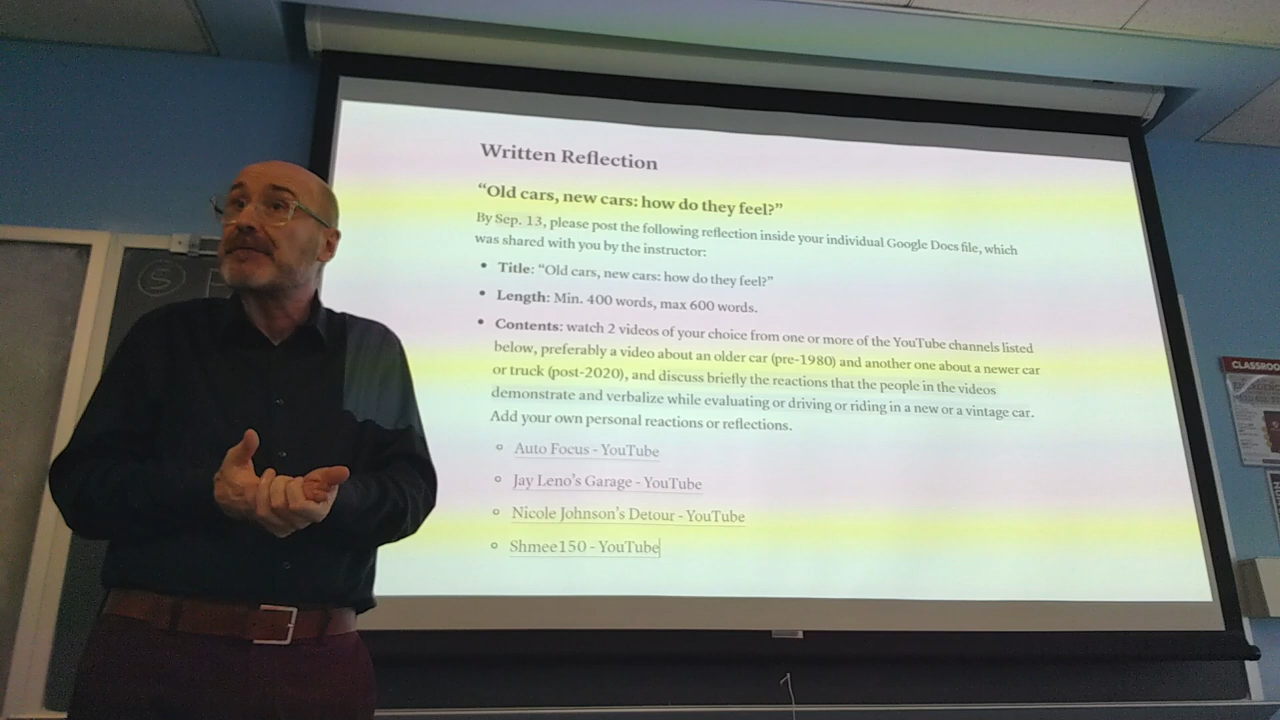 Written Reflection
“Old cars, new cars: how do they feel?”
By Sep. 13, please post the following reflection inside your individual Google Docs file, which
was shared with you by the instructor:
• Title: “Old cars, new cars: how do they feel?”
• Length: Min. 400 words, max 600 words.
• Contents: watch 2 videos of your choice from one or more of the YouTube channels listed
below, preferably a video about an older car (pre-1980) and another one about a newer car
or truck (post-2020), and discuss briefly the reactions that the people in the videos
demonstrate and verbalize while evaluating or driving or riding in a new or a vintage car.
Add your own personal reactions or reflections.
◦ Auto Focus - YouTube
◦ Jay Leno’s Garage - YouTube
◦ Nicole Johnson’s Detour - YouTube
◦ Shmee150 - YouTube
S
CLASSROO